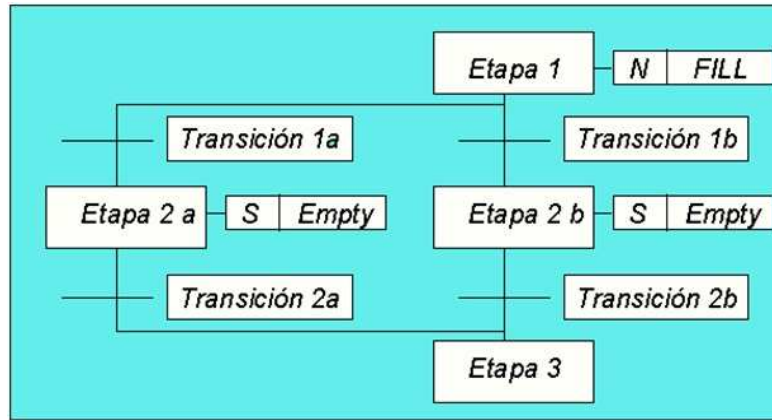 Etapa 1
N FILL
Transición 1a
Transición 1b
Etapa 2 a
S Empty
Etapa 2 b
S Empty
Transición 2a
Transición 2b
Etapa 3